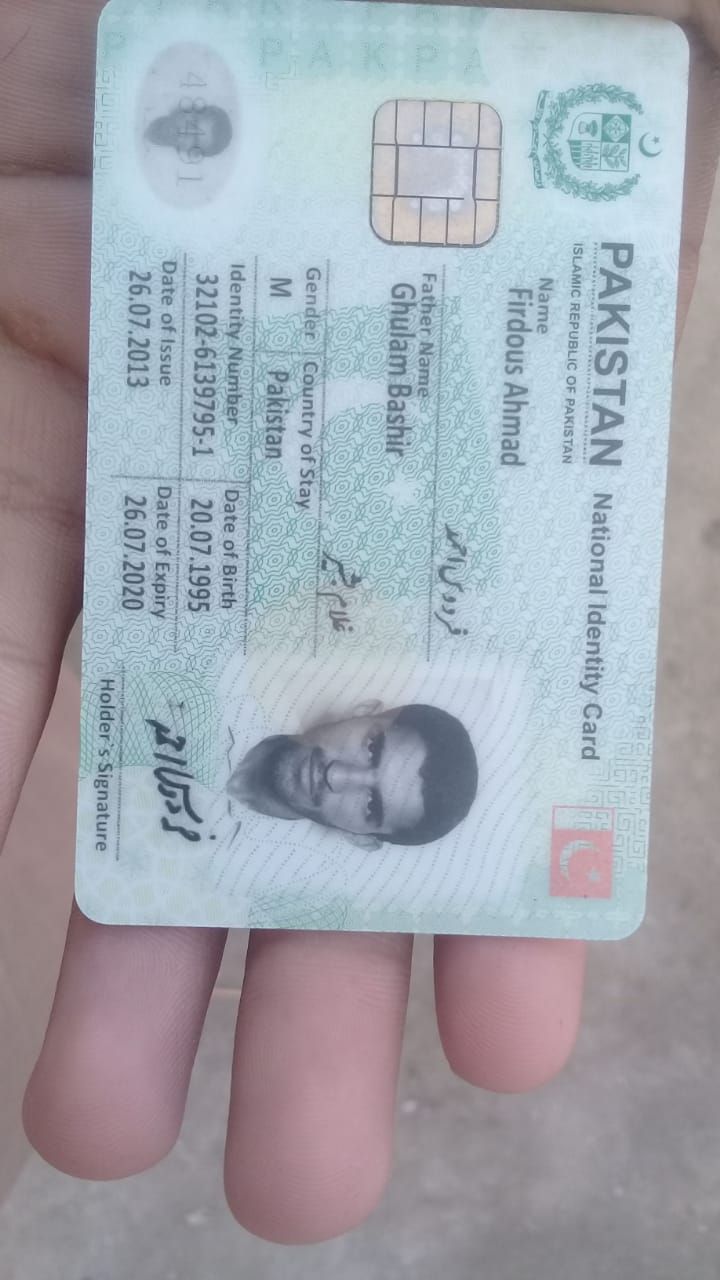 PAKISTAN National Identity Card
ISLAMIC REPUBLIC OF PAKISTAN
Name
Firdous Ahmad
فردوس احمد
Father Name
Ghulam Bashir
غلام بشیر
Gender Country of Stay
M Pakistan
Identity Number Date of Birth
32102-6139795-1 20.07.1995
Date of Issue Date of Expiry
26.07.2013 26.07.2020
فردوس احمد
Holder's Signature